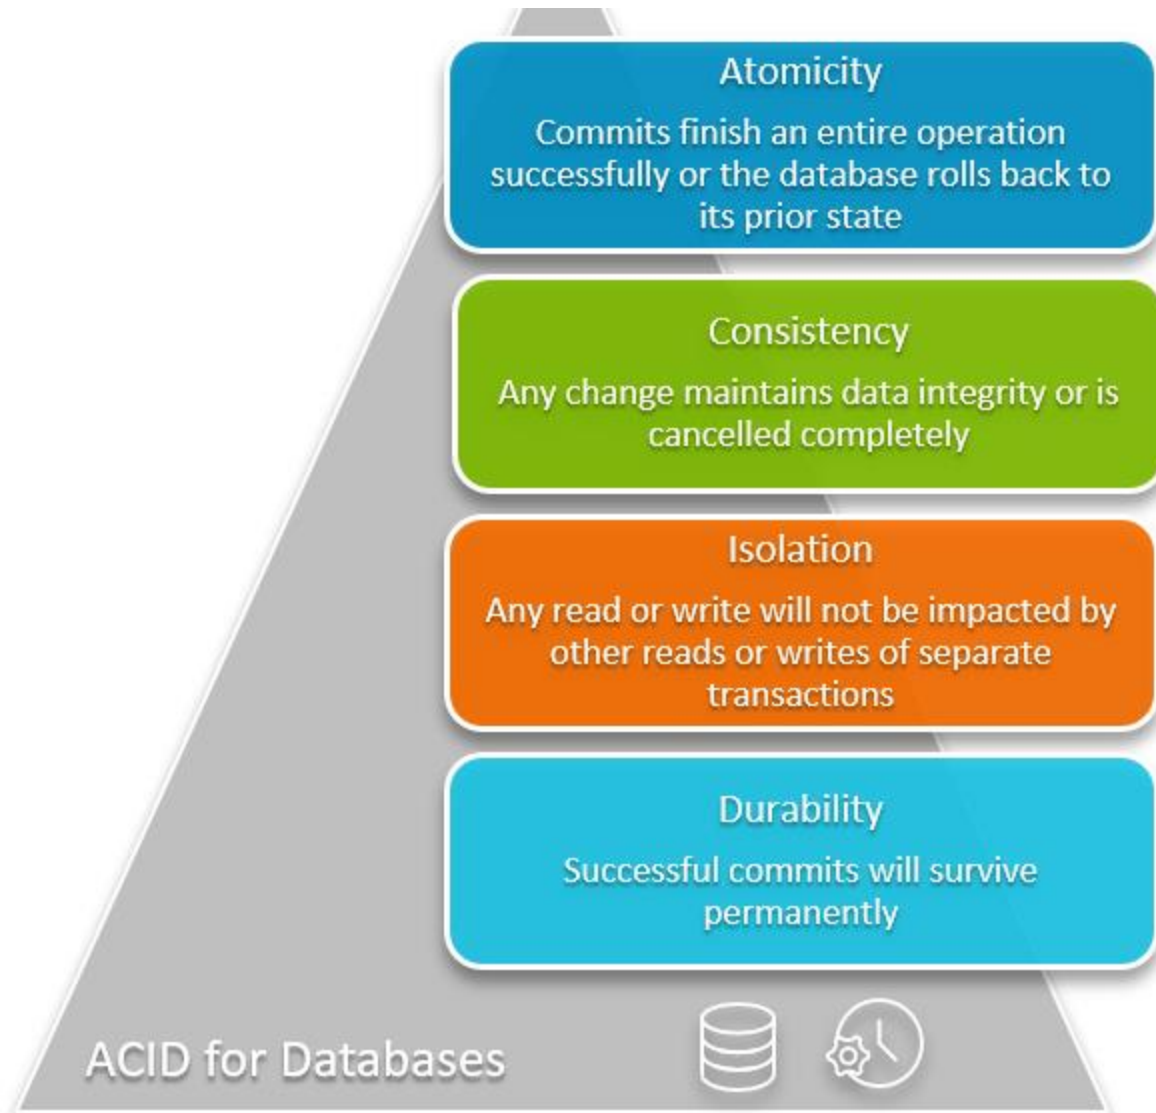 Atomicity
Commits finish an entire operation
successfully or the database rolls back to
its prior state
Consistency
Any change maintains data integrity or is
cancelled completely
Isolation
Any read or write will not be impacted by
other reads or writes of separate
transactions
Durability
Successful commits will survive
permanently
ACID for Databases